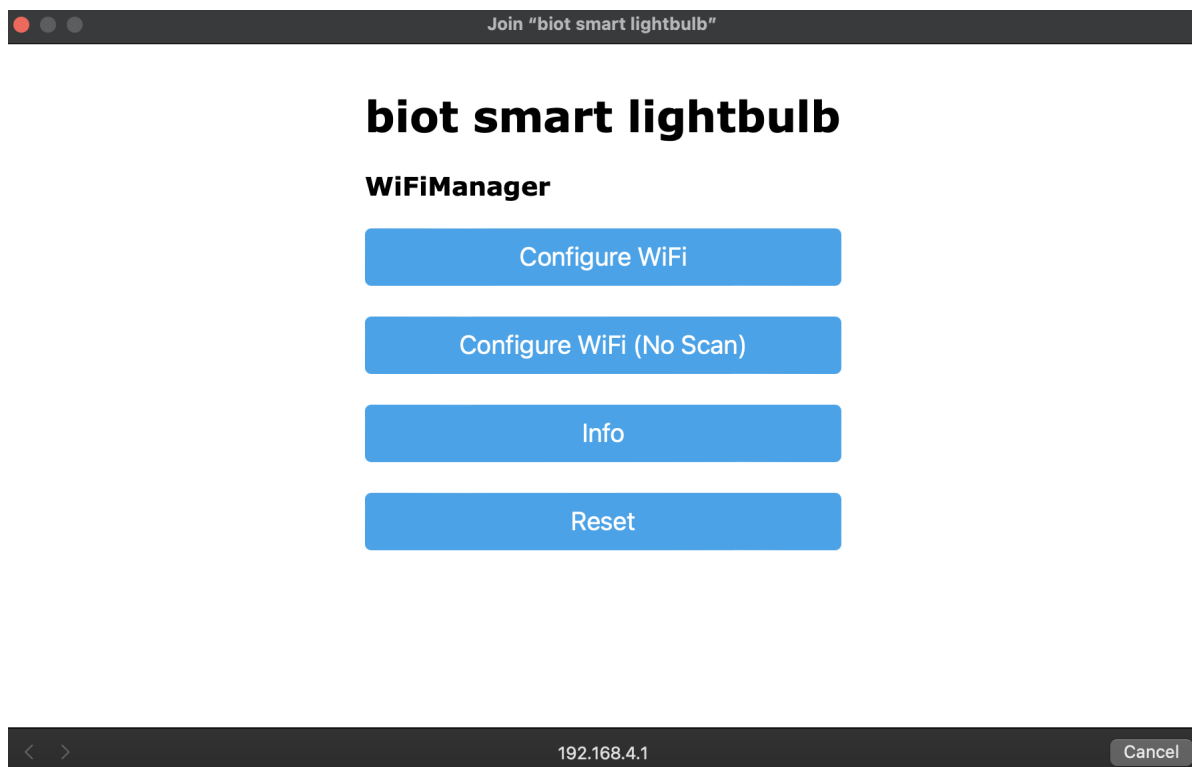 Join “biot smart lightbulb”
biot smart lightbulb
WiFiManager
Configure WiFi
Configure WiFi (No Scan)
Info
Reset
192.168.4.1
Cancel